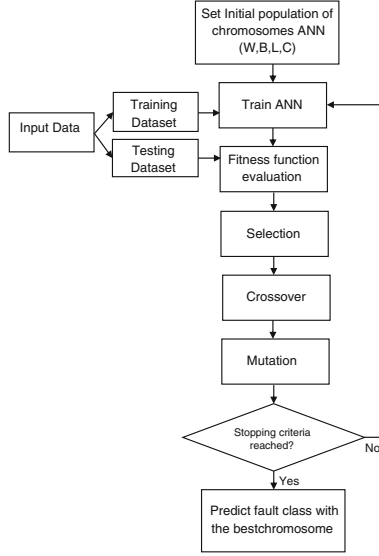 Set Initial population of
chromosomes ANN
(W,B,L,C)
Training
Dataset
Train ANN
Input Data
Testing
Dataset
Fitness function
evaluation
Selection
Crossover
Mutation
Stopping criteria
reached?
No
Yes
Predict fault class with
the bestchromosome